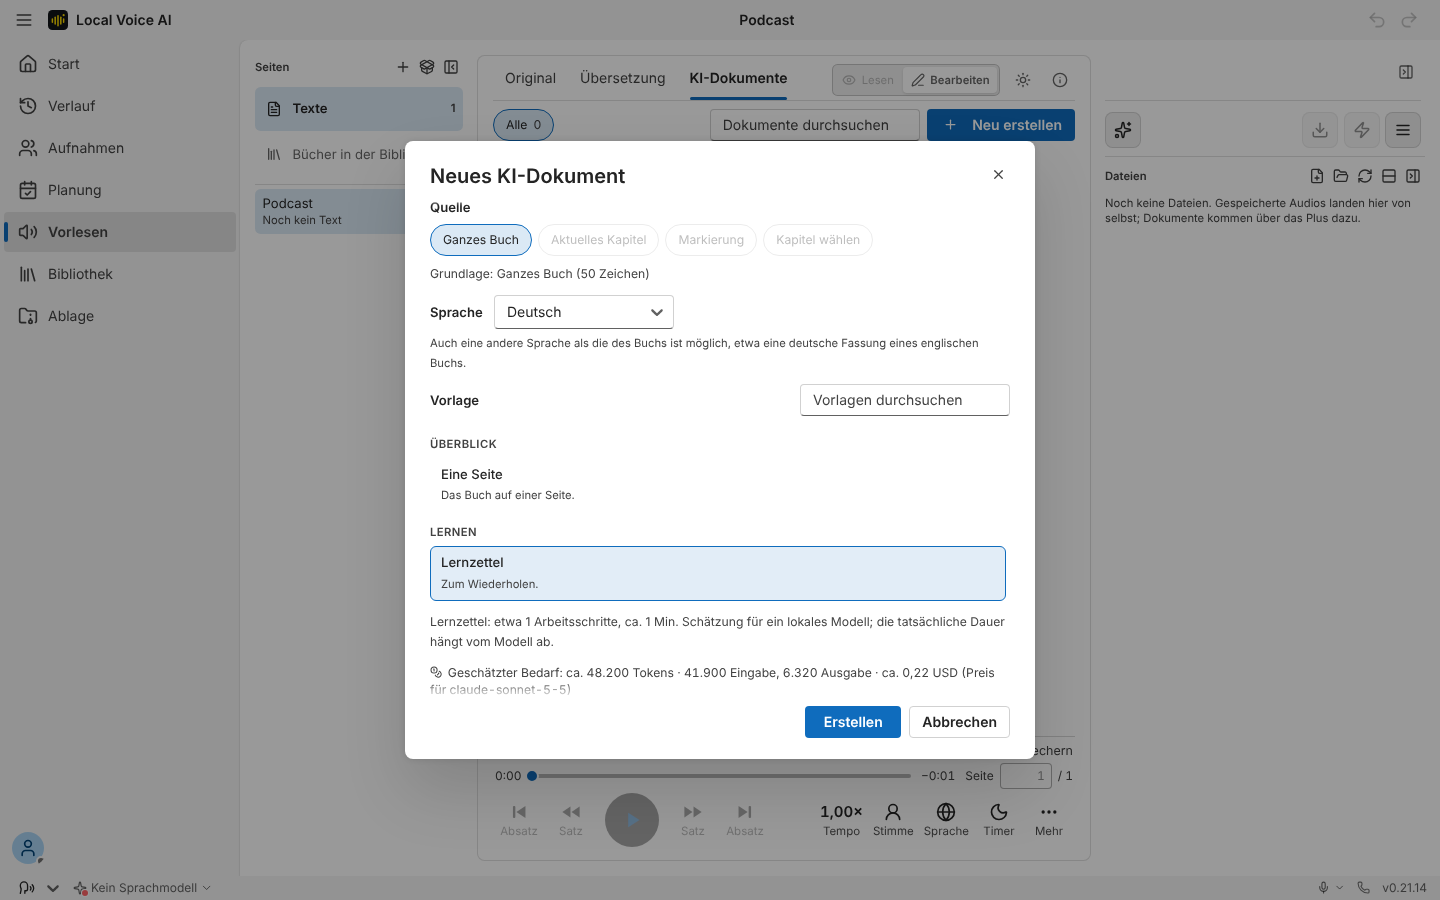 Local Voice AI
Podcast
Start
Verlauf
Aufnahmen
Planung
Vorlesen
Bibliothek
Ablage
Seiten
Texte 1
Bücher in der Bibli
Podcast
Noch kein Text
Original Übersetzung KI-Dokumente Lesen Bearbeiten
Alle 0 Dokumente durchsuchen + Neu erstellen
Neues KI-Dokument
Quelle
Ganzes Buch Aktuelles Kapitel Markierung Kapitel wählen
Grundlage: Ganzes Buch (50 Zeichen)
Sprache Deutsch
Auch eine andere Sprache als die des Buchs ist möglich, etwa eine deutsche Fassung eines englischen
Buchs.
Vorlage Vorlagen durchsuchen
ÜBERBLICK
Eine Seite
Das Buch auf einer Seite.
LERNEN
Lernzettel
Zum Wiederholen.
Lernzettel: etwa 1 Arbeitsschritte, ca. 1 Min. Schätzung für ein lokales Modell; die tatsächliche Dauer
hängt vom Modell ab.
Geschätzter Bedarf: ca. 48.200 Tokens · 41.900 Eingabe, 6.320 Ausgabe · ca. 0,22 USD (Preis
für claude-sonnet-5-5)
Erstellen Abbrechen
echern
0:00 −0:01 Seite 1 / 1
Absatz Satz Satz Absatz 1,00× Tempo Stimme Sprache Timer Mehr
Dateien
Noch keine Dateien. Gespeicherte Audios landen hier von
selbst; Dokumente kommen über das Plus dazu.
Kein Sprachmodell
v0.21.14